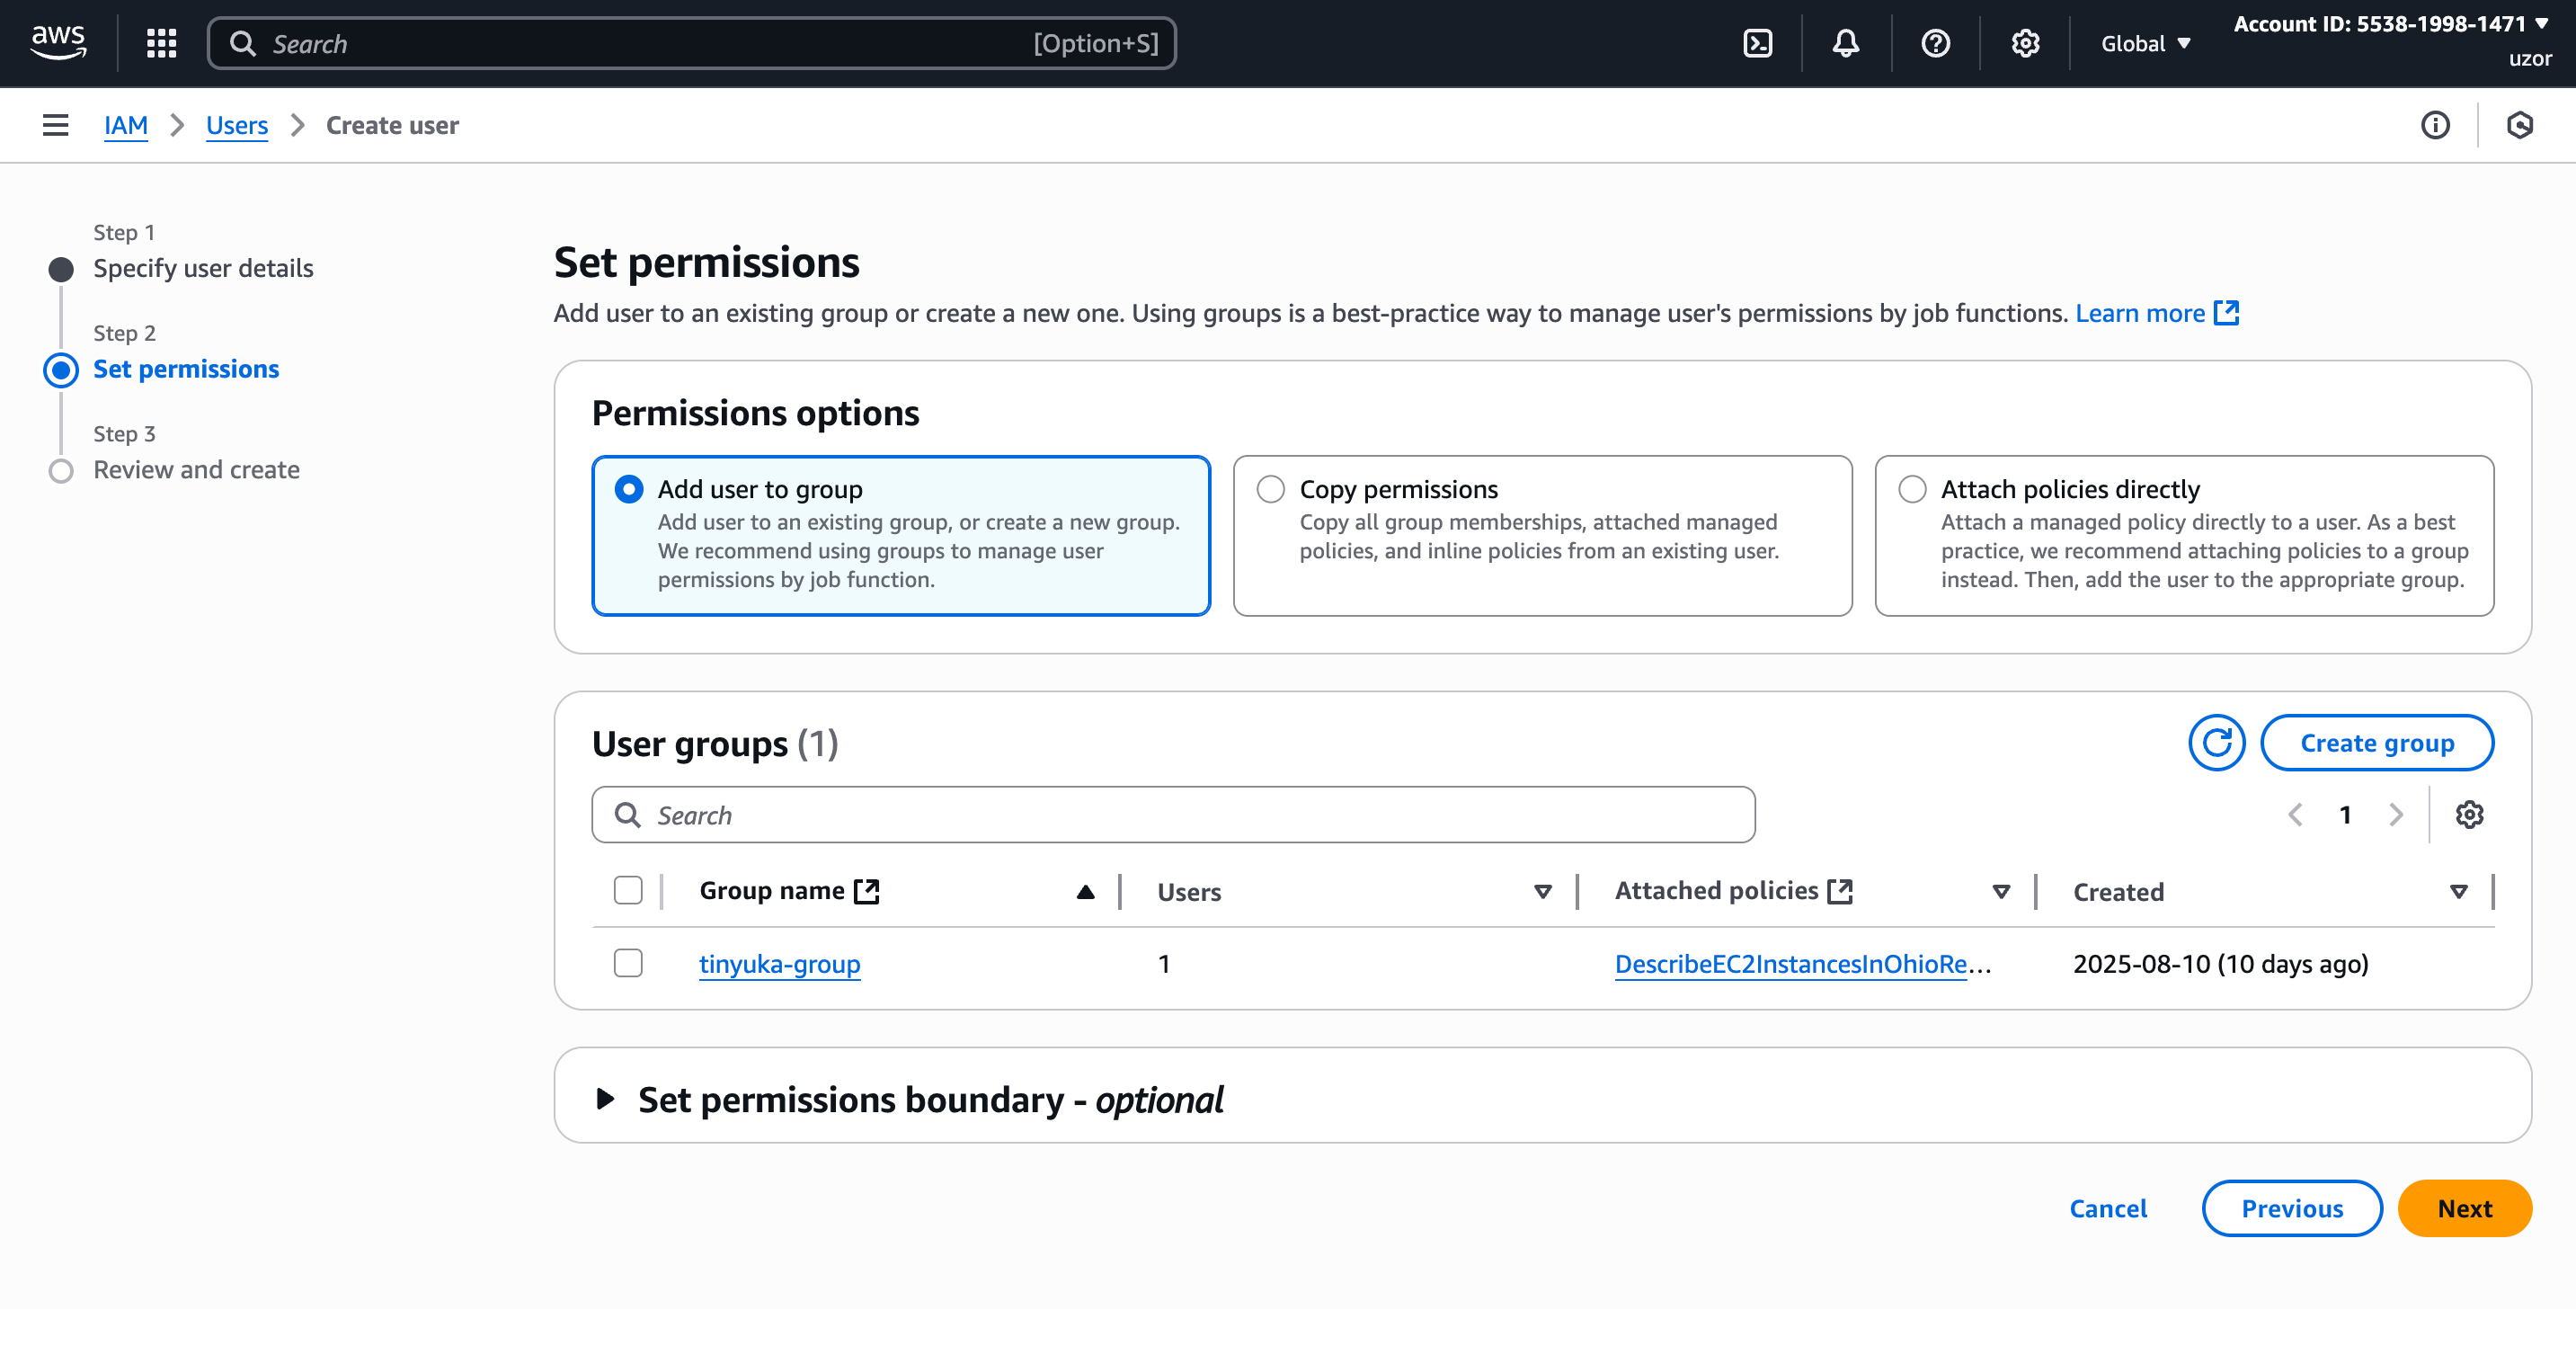 aws
Search [Option+S]
Global
Account ID: 5538-1998-1471
uzor
IAM > Users > Create user
Step 1
Specify user details
Step 2
Set permissions
Step 3
Review and create
Set permissions
Add user to an existing group or create a new one. Using groups is a best-practice way to manage user's permissions by job functions. Learn more
Permissions options
Add user to group
Add user to an existing group, or create a new group.
We recommend using groups to manage user
permissions by job function.
Copy permissions
Copy all group memberships, attached managed
policies, and inline policies from an existing user.
Attach policies directly
Attach a managed policy directly to a user. As a best
practice, we recommend attaching policies to a group
instead. Then, add the user to the appropriate group.
User groups (1)
Create group
Search
1
Group name Users Attached policies Created
tinyuka-group 1 DescribeEC2InstancesInOhioRe... 2025-08-10 (10 days ago)
Set permissions boundary - optional
Cancel Previous Next